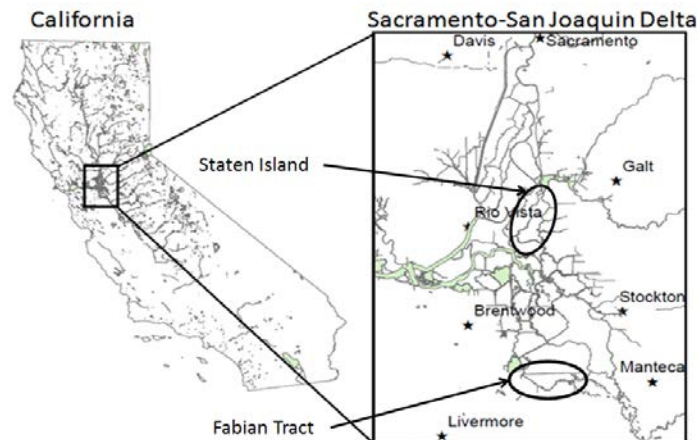 California
Sacramento-San Joaquin Delta
Davis
Sacramento
Staten Island
Galt
Rio Vista
Stockton
Brentwood
Manteca
Fabian Tract
Livermore